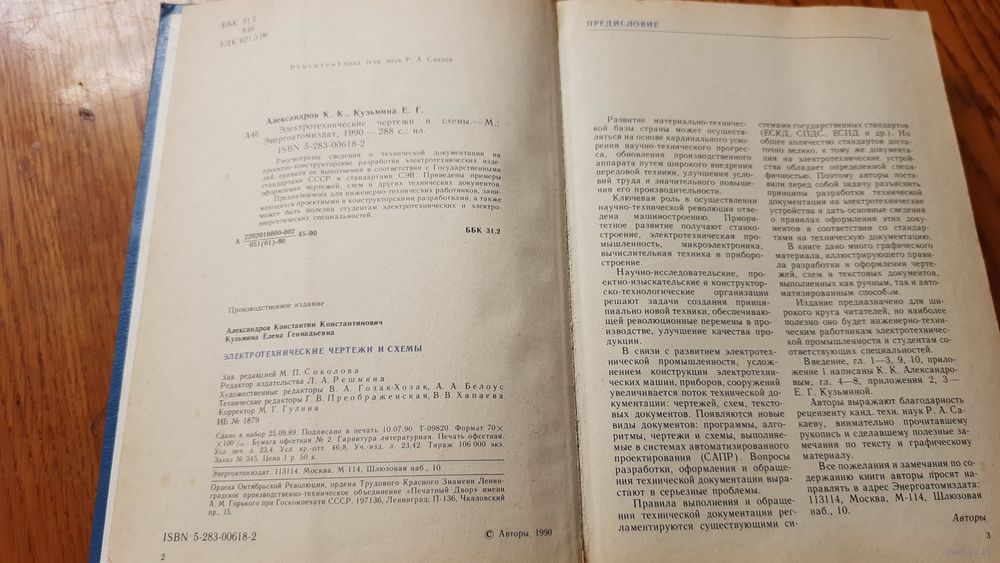 ББК 31.2
А46
УДК 621.3.06
Рецензент канд. техн. наук Р. А. Сакаев
Александров К. К., Кузьмина Е. Г.
А46 Электротехнические чертежи и схемы.— М.:
Энергоатомиздат, 1990.— 288 с.: ил.
ISBN 5-283-00618-2
Рассмотрены сведения о технической документации на
проектно-конструкторские разработки электротехнических изде-
лий, правила ее выполнения в соответствии с Государственными
стандартами СССР и стандартами СЭВ. Приведены примеры
оформления чертежей, схем и других технических документов.
Предназначена для инженерно-технических работников, зани-
мающихся проектными и конструкторскими разработками, а также
может быть полезна студентам электротехнических и электро-
энергетических специальностей.
А 2202010000-002 45-90
051(01)-90
ББК 31.2
Производственное издание
Александров Константин Константинович
Кузьмина Елена Геннадьевна
ЭЛЕКТРОТЕХНИЧЕСКИЕ ЧЕРТЕЖИ И СХЕМЫ
Зав. редакцией М. П. Соколова
Редактор издательства Л. А. Решмина
Художественные редакторы В. А. Гозак-Хозак, А. А. Белоус
Технические редакторы Г. В. Преображенская, В. В. Хапаева
Корректор М. Г. Гулина
ИБ № 1879
Сдано в набор 25.09.89. Подписано в печать 10.07.90. Т-09820. Формат 70×
×100 1/16. Бумага офсетная № 2. Гарнитура литературная. Печать офсетная.
Усл. печ. л. 23,4. Усл. кр.-отт. 46,8. Уч.-изд. л. 23,42. Тираж 106 000 экз.
Заказ № 345. Цена 1 р. 50 к.
Энергоатомиздат. 113114, Москва, М-114, Шлюзовая наб., 10
Ордена Октябрьской Революции, ордена Трудового Красного Знамени Ленин-
градское производственно-техническое объединение «Печатный Двор» имени
А. М. Горького при Госкомпечати СССР. 197136, Ленинград, П-136, Чкаловский
пр., 15.
ISBN 5-283-00618-2
© Авторы, 1990
2
ПРЕДИСЛОВИЕ
Развитие материально-техничес-
кой базы страны может осуществ-
ляться на основе кардинального уско-
рения научно-технического прогрес-
са, обновления производственного
аппарата путем широкого внедрения
передовой техники, улучшения усло-
вий труда и значительного повыше-
ния его производительности.
Ключевая роль в осуществлении
научно-технической революции отве-
дена машиностроению. Приори-
тетное развитие получают станко-
строение, электротехническая про-
мышленность, микроэлектроника,
вычислительная техника и приборо-
строение.
Научно-исследовательские, про-
ектно-изыскательские и конструктор-
ско-технологические организации
решают задачи создания принци-
пиально новой техники, обеспечиваю-
щей революционные перемены в про-
изводстве, улучшение качества про-
дукции.
В связи с развитием электротех-
нической промышленности, услож-
нением конструкции электротехниче-
ских машин, приборов, сооружений
увеличивается поток технической до-
кументации: чертежей, схем, тексто-
вых документов. Появляются новые
виды документов: программы, алго-
ритмы, чертежи и схемы, выполняе-
мые в системах автоматизированного
проектирования (САПР). Вопросы
разработки, оформления и обраще-
ния технической документации выра-
стают в серьезные проблемы.
Правила выполнения и обраще-
ния технической документации рег-
ламентируются существующими си-
стемами государственных стандартов
(ЕСКД, СПДС, ЕСПД и др.). Но
общее количество стандартов доста-
точно велико, к тому же документа-
ция на электротехнические устрой-
ства обладает определенной специ-
фичностью. Поэтому авторы поста-
вили перед собой задачу разъяснить
принципы разработки технической
документации на электротехнические
устройства и дать основные сведения
о правилах оформления этих доку-
ментов в соответствии со стандар-
тами на техническую документацию.
В книге дано много графического
материала, иллюстрирующего прави-
ла разработки и оформления черте-
жей, схем и текстовых документов,
выполненных как ручным, так и авто-
матизированным способом.
Издание предназначено для ши-
рокого круга читателей, но наиболее
полезно оно будет инженерно-техни-
ческим работникам электротехничес-
кой промышленности и студентам со-
ответствующих специальностей.
Введение, гл. 1—3, 9, 10, прило-
жение 1 написаны К. К. Александро-
вым, гл. 4—8, приложения 2, 3 —
Е. Г. Кузьминой.
Авторы выражают благодарность
рецензенту канд. техн. наук Р. А. Са-
каеву, внимательно прочитавшему
рукопись и сделавшему полезные за-
мечания по тексту и графическому
материалу.
Все пожелания и замечания по со-
держанию книги авторы просят на-
правлять в адрес Энергоатомиздата:
113114, Москва, М-114, Шлюзовая
наб., 10.
Авторы
3